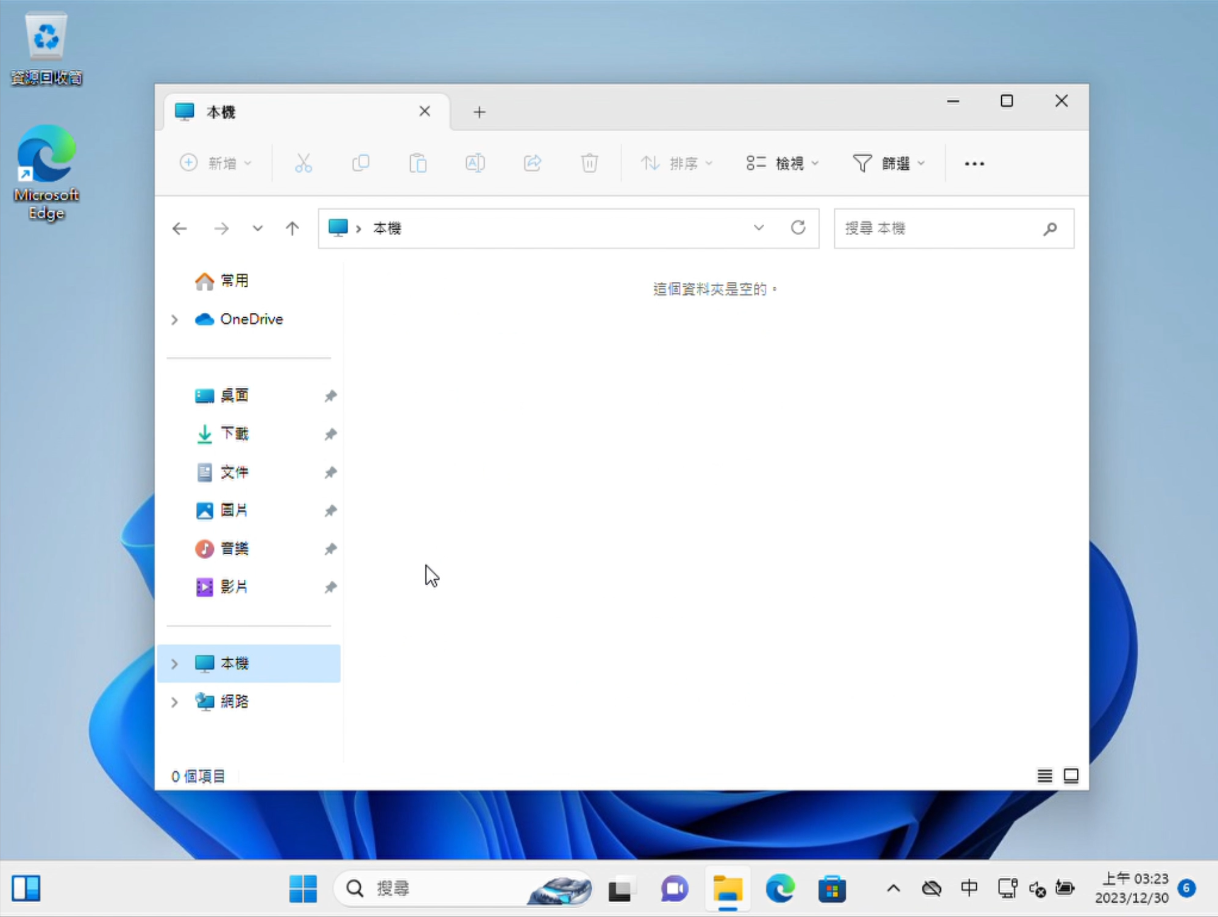 資源回收筒
Microsoft
Edge
本機
新增
排序
檢視
篩選
本機
搜尋 本機
常用
OneDrive
桌面
下載
文件
圖片
音樂
影片
本機
網路
這個資料夾是空的。
0 個項目
搜尋
中
上午 03:23
2023/12/30
6